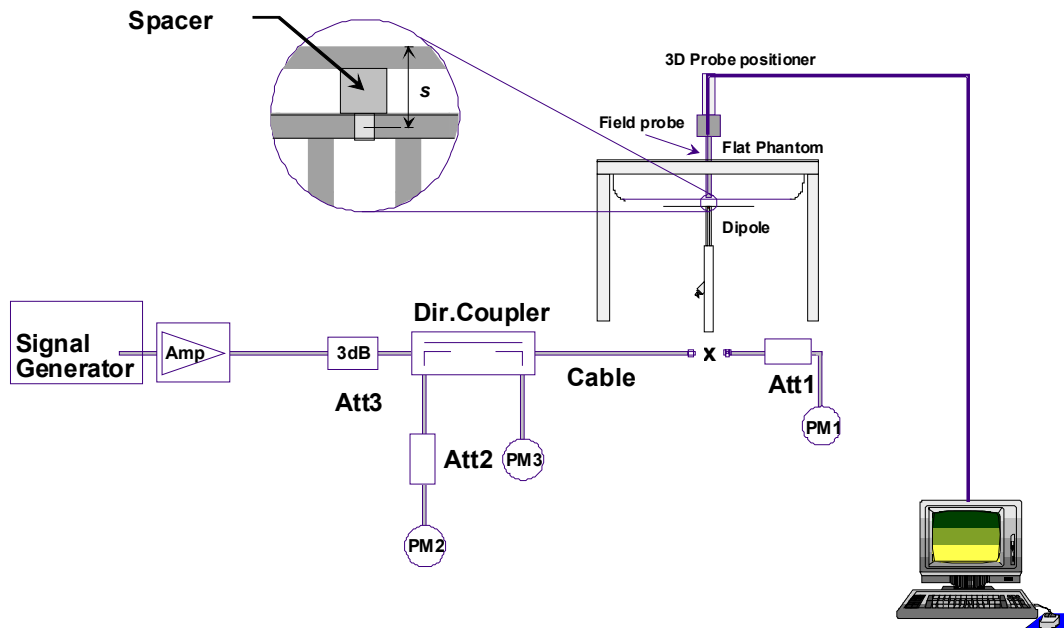 Spacer
s
3D Probe positioner
Field probe
Flat Phantom
Dipole
Signal
Generator
Amp
3dB
Att3
Dir.Coupler
Cable
x
Att1
PM1
Att2
PM3
PM2